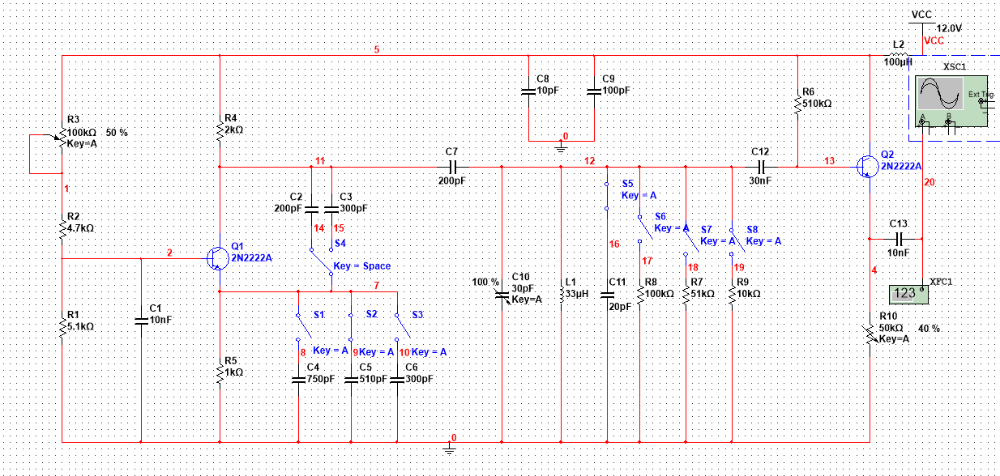 VCC
12.0V
VCC
5
L2
100µH
XSC1
Ext Trig
A
B
R3
100kΩ
50 %
Key=A
R4
2kΩ
C8
10pF
C9
100pF
0
R6
510kΩ
1
11
C7
200pF
12
C12
30nF
13
Q2
2N2222A
20
R2
4.7kΩ
C2
200pF
C3
300pF
14
15
S4
Key = Space
S5
Key = A
S6
Key = A
S7
Key = A
S8
Key = A
16
17
18
19
2
Q1
2N2222A
7
C13
10nF
4
XFC1
123
R1
5.1kΩ
C1
10nF
R5
1kΩ
S1
Key = A
S2
Key = A
S3
Key = A
8
9
10
C4
750pF
C5
510pF
C6
300pF
100 %
C10
30pF
Key=A
L1
33µH
C11
20pF
R8
100kΩ
R7
51kΩ
R9
10kΩ
R10
50kΩ
40 %
Key=A
0